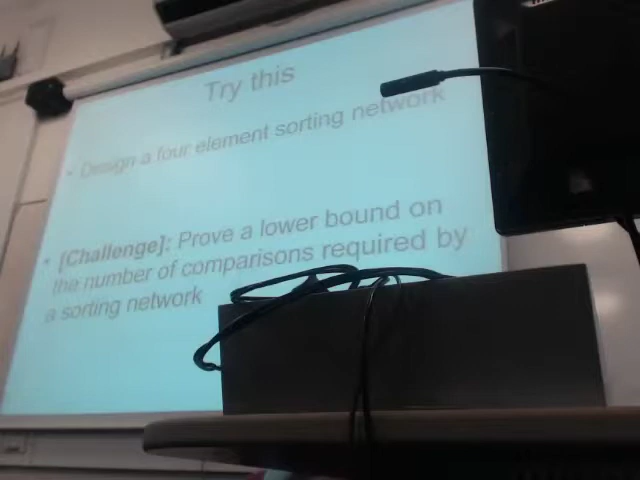 Try this
• Design a four element sorting network
• [Challenge]: Prove a lower bound on
the number of comparisons required by
a sorting network